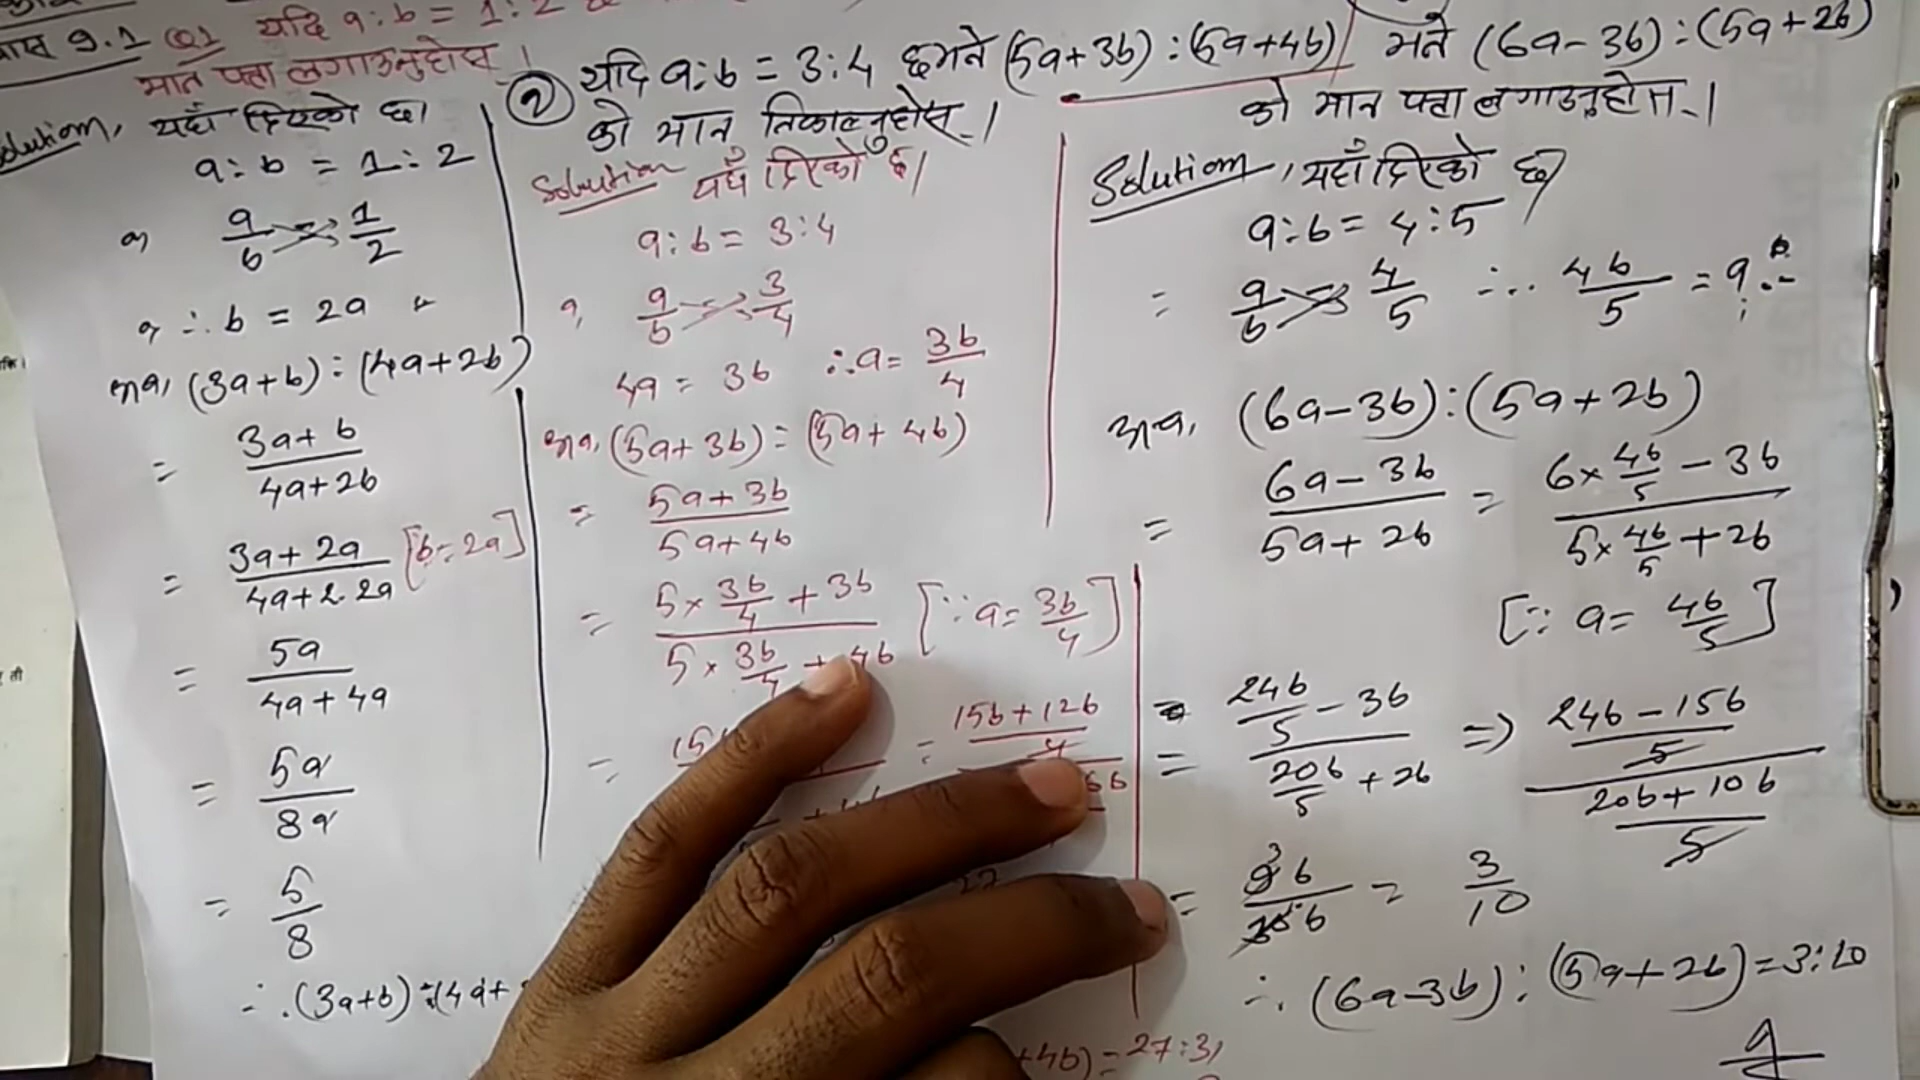 यदि a:b = 1:2
9.1 Q1
भान पत्ता लगाउनुहोस् ।
Solution, यहाँ दिएको छ।
a:b = 1:2
a/b = 1/2
∴ b = 2a
अब, (3a+b):(4a+2b)
= 3a+b/4a+2b
= 3a+2a/4a+2.2a [b=2a]
= 5a/4a+4a
= 5a/8a
= 5/8
∴ (3a+b):(4a+
② यदि a:b = 3:4 छ भने (5a+3b):(5a+4b)
को मान निकाल्नुहोस् ।
Solution यहाँ दिएको छ।
a:b = 3:4
a/b = 3/4
4a = 3b ∴a = 3b/4
अब, (5a+3b):(5a+4b)
= 5a+3b/5a+4b
= 5×3b/4+3b/5×3b/4+4b [∵a=3b/4]
= 15b+12b/4
27
+4b) = 27:31
भने (6a-3b):(5a+2b)
को मान पत्ता लगाउनुहोस् ।
Solution, यहाँ दिएको छ।
a:b = 4:5
= a/b = 4/5 ∴ 4b/5 = a
अब, (6a-3b):(5a+2b)
= 6a-3b/5a+2b = 6×4b/5-3b/5×4b/5+2b
[∵ a = 4b/5]
= 24b/5-3b/20b/5+2b ⇒ 24b-15b/5/20b+10b/5
= 9b/30b = 3/10
∴ (6a-3b):(5a+2b)=3:10